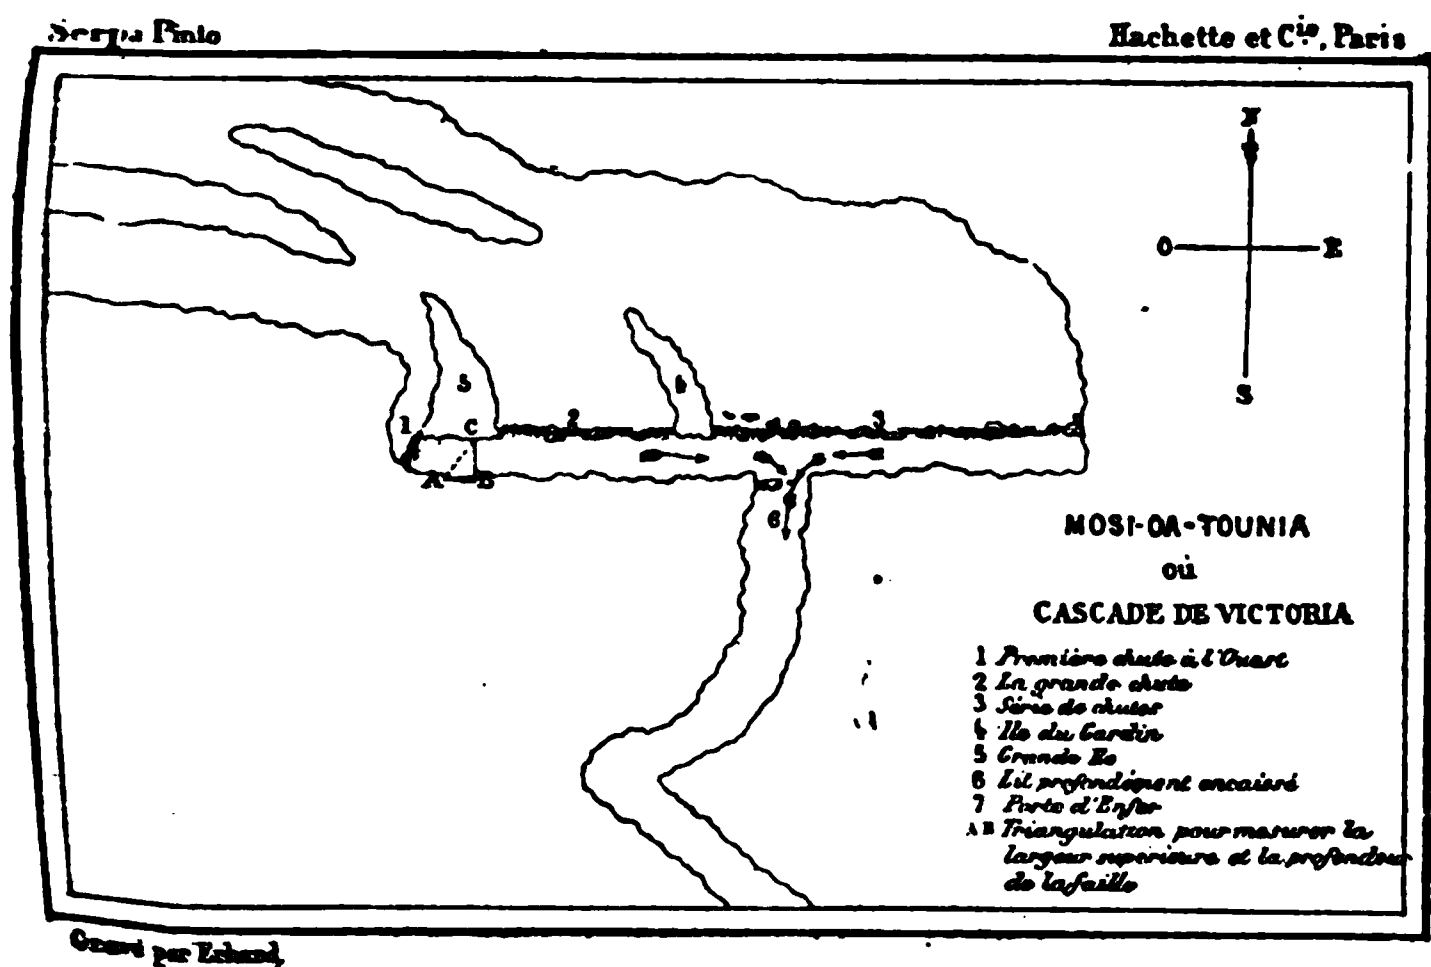 Serpa Pinto
Hachette et Cie, Paris
N
O E
S
5
4
1 C 2 3
A B
6
MOSI-OA-TOUNIA
où
CASCADE DE VICTORIA
1 Première chute à l'Ouest
2 La grande chute
3 Série de chutes
4 Ile du Gardin
5 Grande Ile
6 Lit profondément encaissé
7 Porte d'Enfer
A B Triangulation pour mesurer la
largeur supérieure et la profondeur
de la faille
Gravé par Erhard